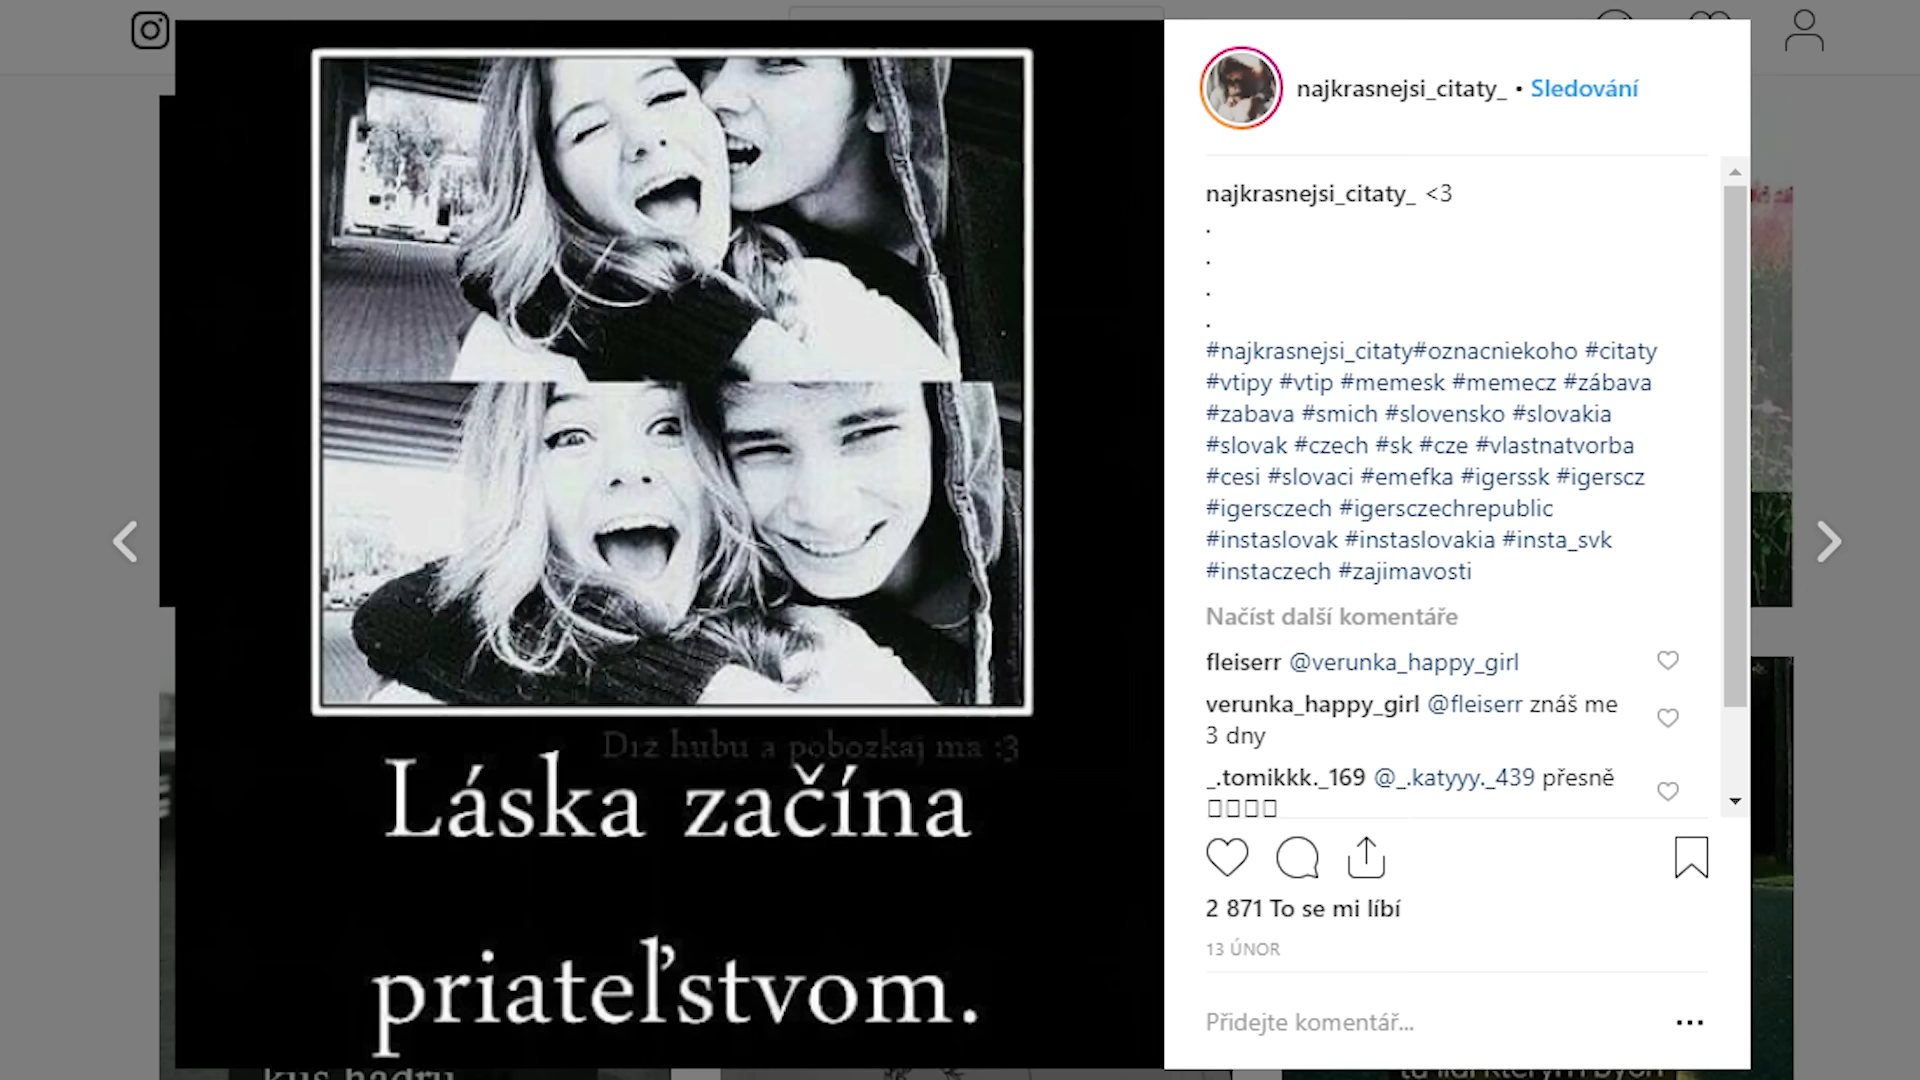 Drž hubu a pobozkaj ma :3
Láska začína
priateľstvom.
najkrasnejsi_citaty_ • Sledování
najkrasnejsi_citaty_ <3
.
.
.
.
#najkrasnejsi_citaty#oznacniekoho #citaty
#vtipy #vtip #memesk #memecz #zábava
#zabava #smich #slovensko #slovakia
#slovak #czech #sk #cze #vlastnatvorba
#cesi #slovaci #emefka #igerssk #igerscz
#igersczech #igersczechrepublic
#instaslovak #instaslovakia #insta_svk
#instaczech #zajimavosti
Načíst další komentáře
fleiserr @verunka_happy_girl
verunka_happy_girl @fleiserr znáš me
3 dny
_.tomikkk._169 @_.katyyy._439 přesně
2 871 To se mi líbí
13 ÚNOR
Přidejte komentář...
kus hadru